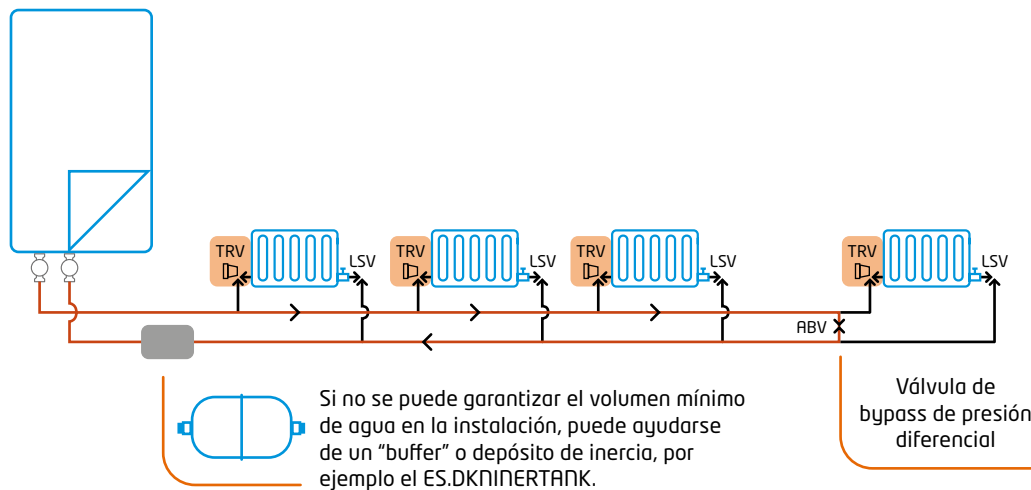 TRV
LSV
TRV
LSV
TRV
LSV
TRV
LSV
ABV
Si no se puede garantizar el volumen mínimo
de agua en la instalación, puede ayudarse
de un “buffer” o depósito de inercia, por
ejemplo el ES.DKNINERTANK.
Válvula de
bypass de presión
diferencial